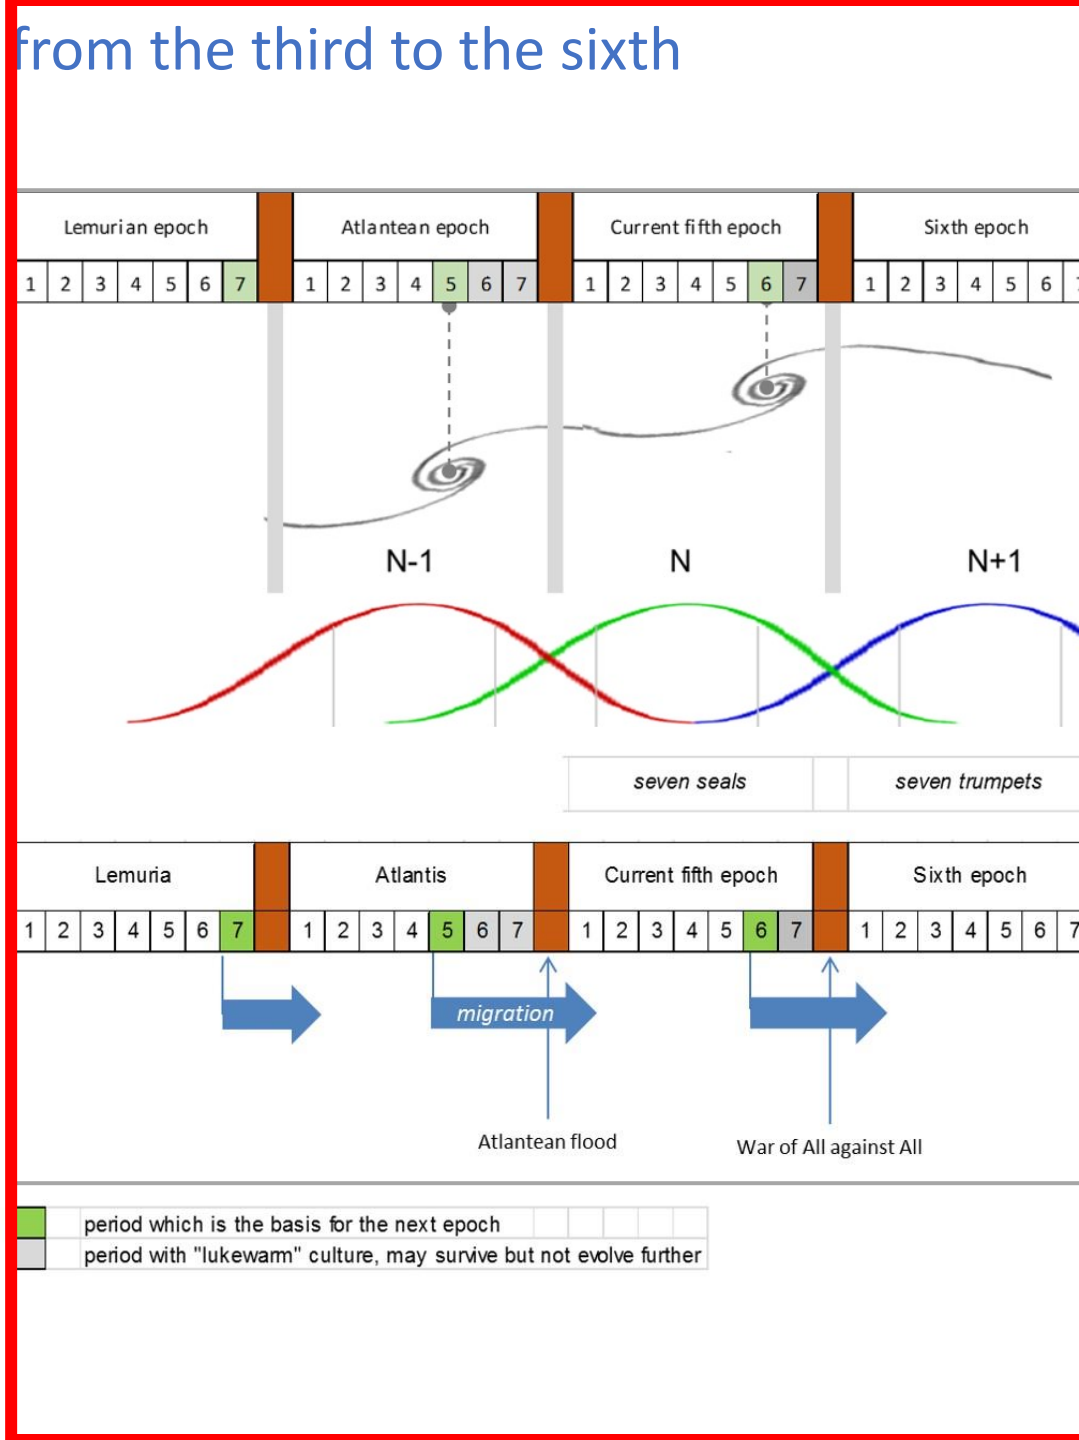 from the third to the sixth
Lemurian epoch Atlantean epoch Current fifth epoch Sixth epoch
1 2 3 4 5 6 7 1 2 3 4 5 6 7 1 2 3 4 5 6 7 1 2 3 4 5 6
N-1 N N+1
seven seals seven trumpets
Lemuria Atlantis Current fifth epoch Sixth epoch
1 2 3 4 5 6 7 1 2 3 4 5 6 7 1 2 3 4 5 6 7 1 2 3 4 5 6 7
migration
Atlantean flood
War of All against All
period which is the basis for the next epoch
period with "lukewarm" culture, may survive but not evolve further